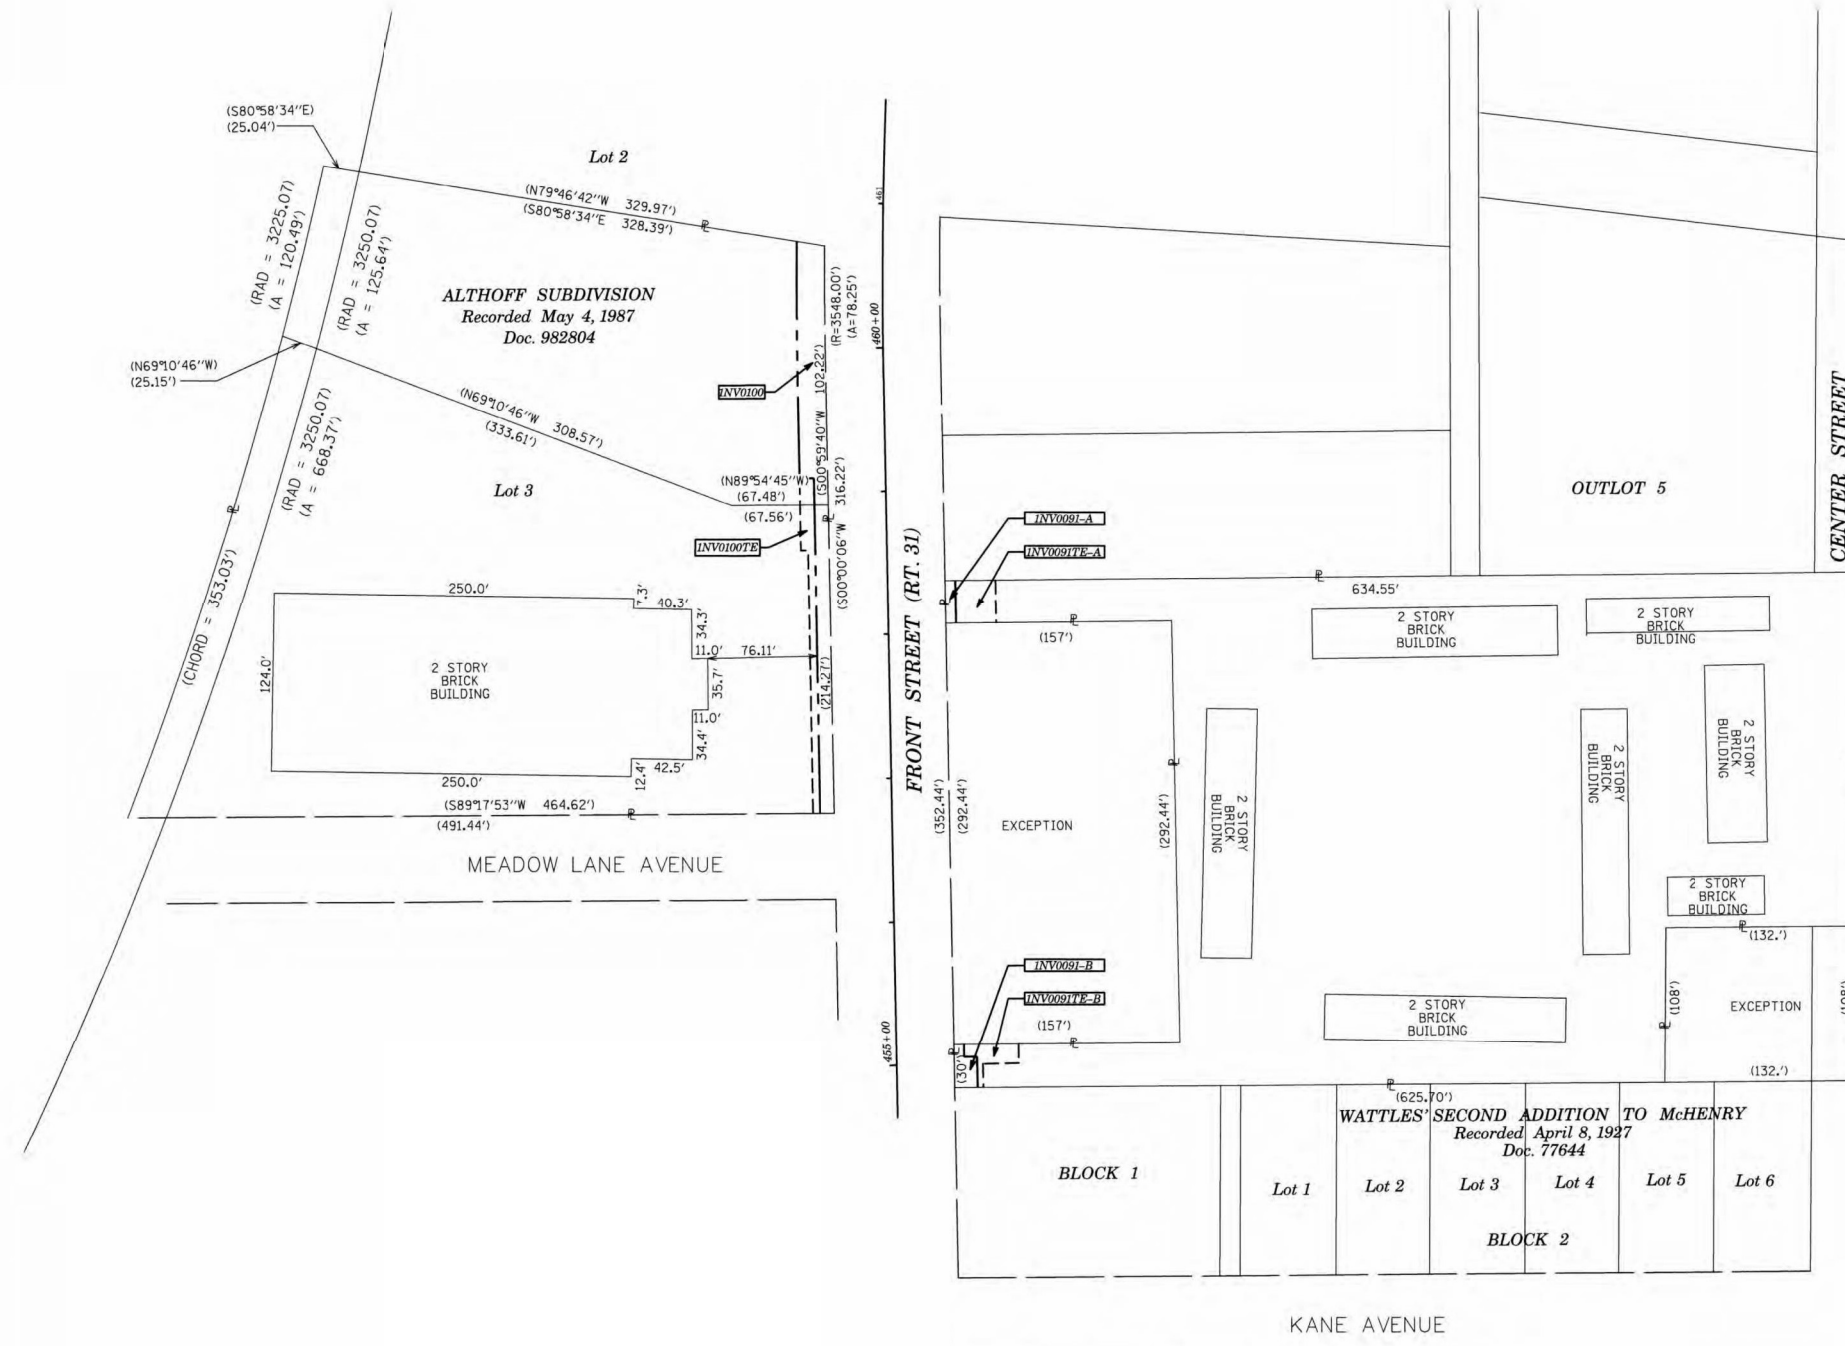 (S80°58'34"E)
(25.04')
Lot 2
(N79°46'42"W 329.97')
(S80°58'34"E 328.39')
(RAD = 3225.07)
(A = 120.49')
(RAD = 3250.07)
(A = 125.64')
ALTHOFF SUBDIVISION
Recorded May 4, 1987
Doc. 982804
(R=3548.00')
(A=78.25')
461
460+00
(N69°10'46"W)
(25.15')
1NV0100
(S00°59'40"W 102.22')
(N69°10'46"W 308.57')
(333.61')
(RAD = 3250.07)
(A = 668.37')
Lot 3
(N89°54'45"W)
(67.48')
(67.56')
1NV0100TE
(S00°00'06"W 316.22')
(CHORD = 353.03')
250.0'
7.3'
40.3'
34.3'
11.0'
76.11'
124.0'
2 STORY
BRICK
BUILDING
35.7'
11.0'
34.4'
(214.27')
250.0'
12.4'
42.5'
(S89°17'53"W 464.62')
(491.44')
MEADOW LANE AVENUE
FRONT STREET (RT. 31)
455+00
OUTLOT 5
CENTER STREET
1NV0091-A
1NV0091TE-A
634.55'
(157')
2 STORY
BRICK
BUILDING
2 STORY
BRICK
BUILDING
2 STORY
BRICK
BUILDING
2 STORY
BRICK
BUILDING
2 STORY
BRICK
BUILDING
(352.44')
(292.44')
EXCEPTION
(292.44')
2 STORY
BRICK
BUILDING
(132.')
1NV0091-B
1NV0091TE-B
(157')
(30')
2 STORY
BRICK
BUILDING
(108')
EXCEPTION
(108')
(132.')
(625.70')
WATTLES' SECOND ADDITION TO McHENRY
Recorded April 8, 1927
Doc. 77644
BLOCK 1
Lot 1
Lot 2
Lot 3
Lot 4
Lot 5
Lot 6
BLOCK 2
KANE AVENUE